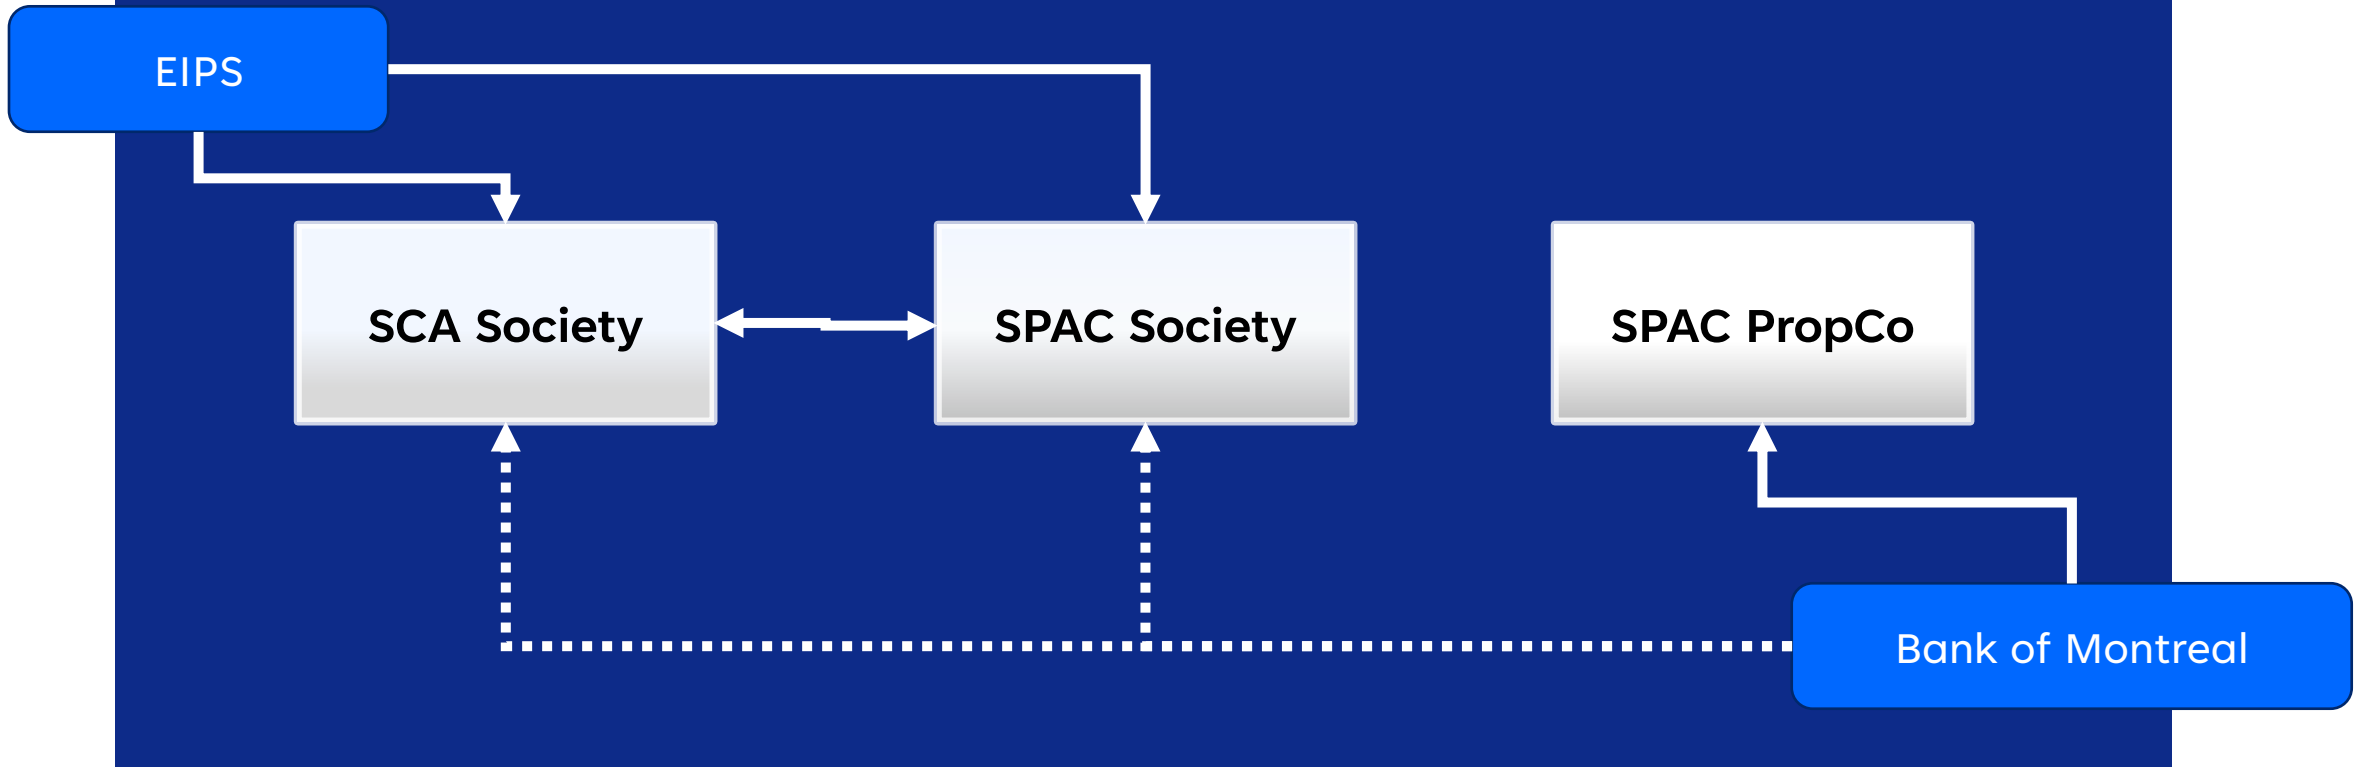 EIPS
SCA Society
SPAC Society
SPAC PropCo
Bank of Montreal